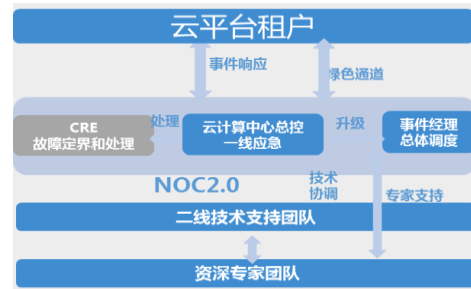 云平台租户
事件响应
绿色通道
CRE
故障定界和处理
处理
云计算中心总控
一线应急
升级
事件经理
总体调度
NOC2.0
技术
协调
专家支持
二线技术支持团队
资深专家团队